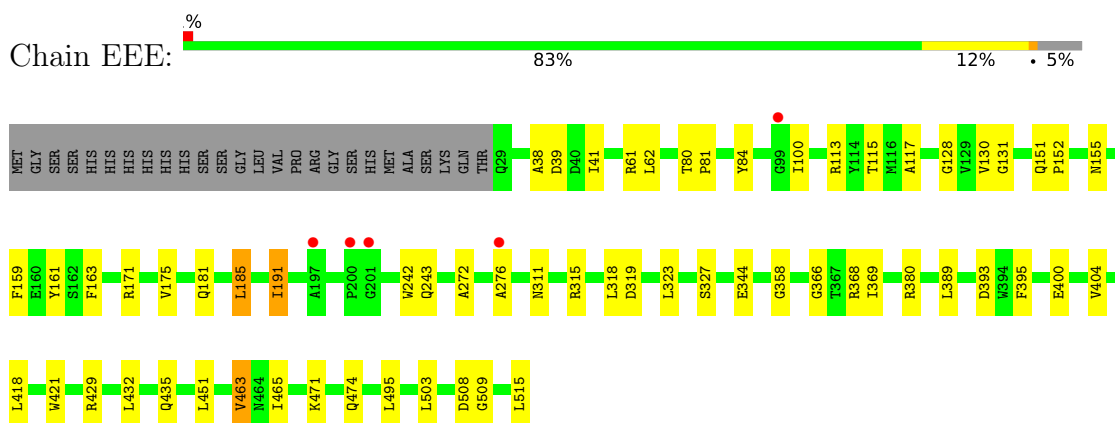 .%
Chain EEE:
83% 12% • 5%
MET GLY SER SER HIS HIS HIS HIS HIS HIS SER SER GLY LEU VAL PRO ARG GLY SER HIS MET ALA SER LYS GLN THR Q29 A38 D39 D40 I41 R61 L62 T80 P81 Y84 G99 I100 R113 Y114 T115 M116 A117 G128 V129 V130 G131 Q151 P152 N155
F159 E160 Y161 S162 F163 R171 V175 Q181 L185 I191 A197 P200 G201 W242 Q243 A272 A276 N311 R315 L318 D319 L323 S327 E344 G358 G366 T367 R368 I369 R380 L389 D393 W394 F395 E400 V404
L418 W421 R429 L432 Q435 L451 V463 N464 I465 K471 Q474 L495 L503 D508 G509 L515